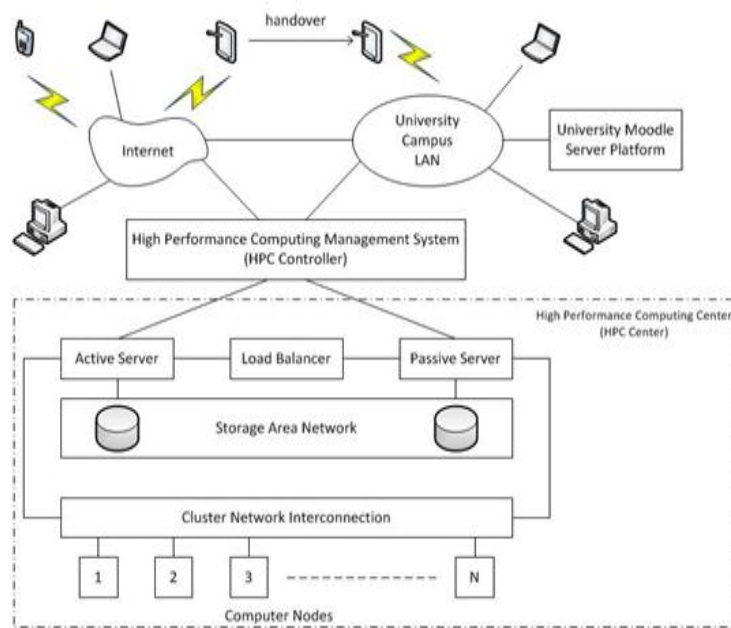 handover
Internet
University
Campus
LAN
University Moodle
Server Platform
High Performance Computing Management System
(HPC Controller)
High Performance Computing Center
(HPC Center)
Active Server
Load Balancer
Passive Server
Storage Area Network
Cluster Network Interconnection
1
2
3
N
Computer Nodes